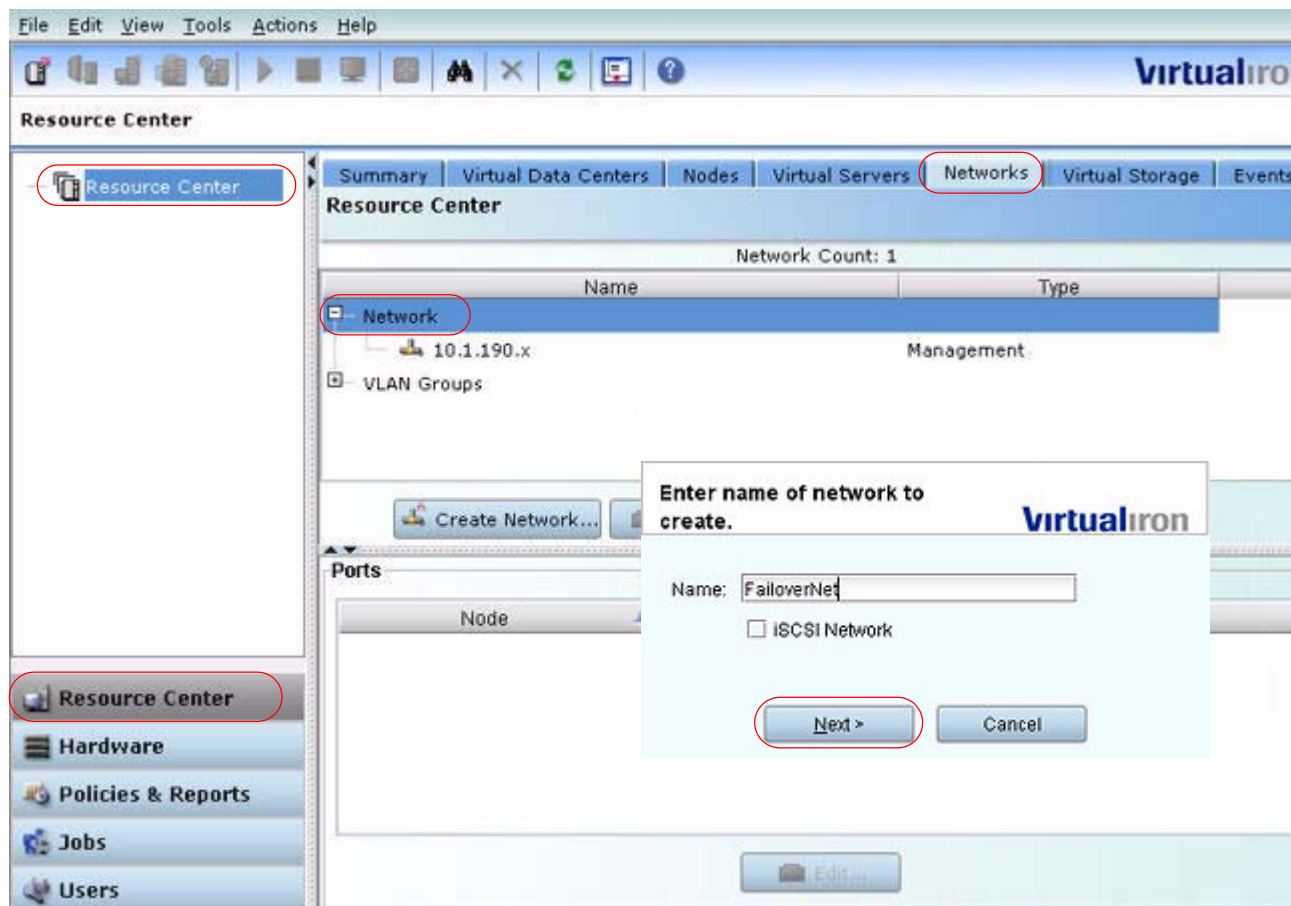 File Edit View Tools Actions Help
Virtualiro
Resource Center
Resource Center
Summary Virtual Data Centers Nodes Virtual Servers Networks Virtual Storage Events
Resource Center
Network Count: 1
Name Type
Network
10.1.190.x Management
VLAN Groups
Create Network...
Enter name of network to
create.
Virtualiron
Ports
Name: FailoverNet
Node
iSCSI Network
Next > Cancel
Resource Center
Hardware
Policies & Reports
Jobs
Edit...
Users